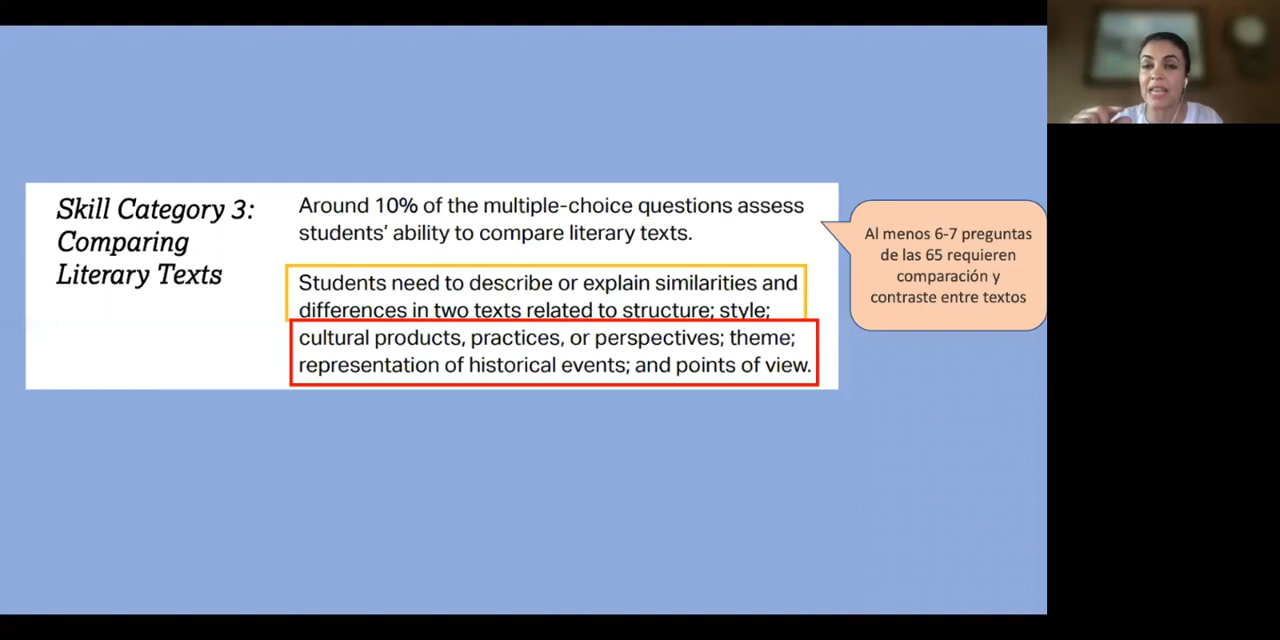 Skill Category 3:
Comparing
Literary Texts
Around 10% of the multiple-choice questions assess
students' ability to compare literary texts.
Students need to describe or explain similarities and
differences in two texts related to structure; style;
cultural products, practices, or perspectives; theme;
representation of historical events; and points of view.
Al menos 6-7 preguntas
de las 65 requieren
comparación y
contraste entre textos